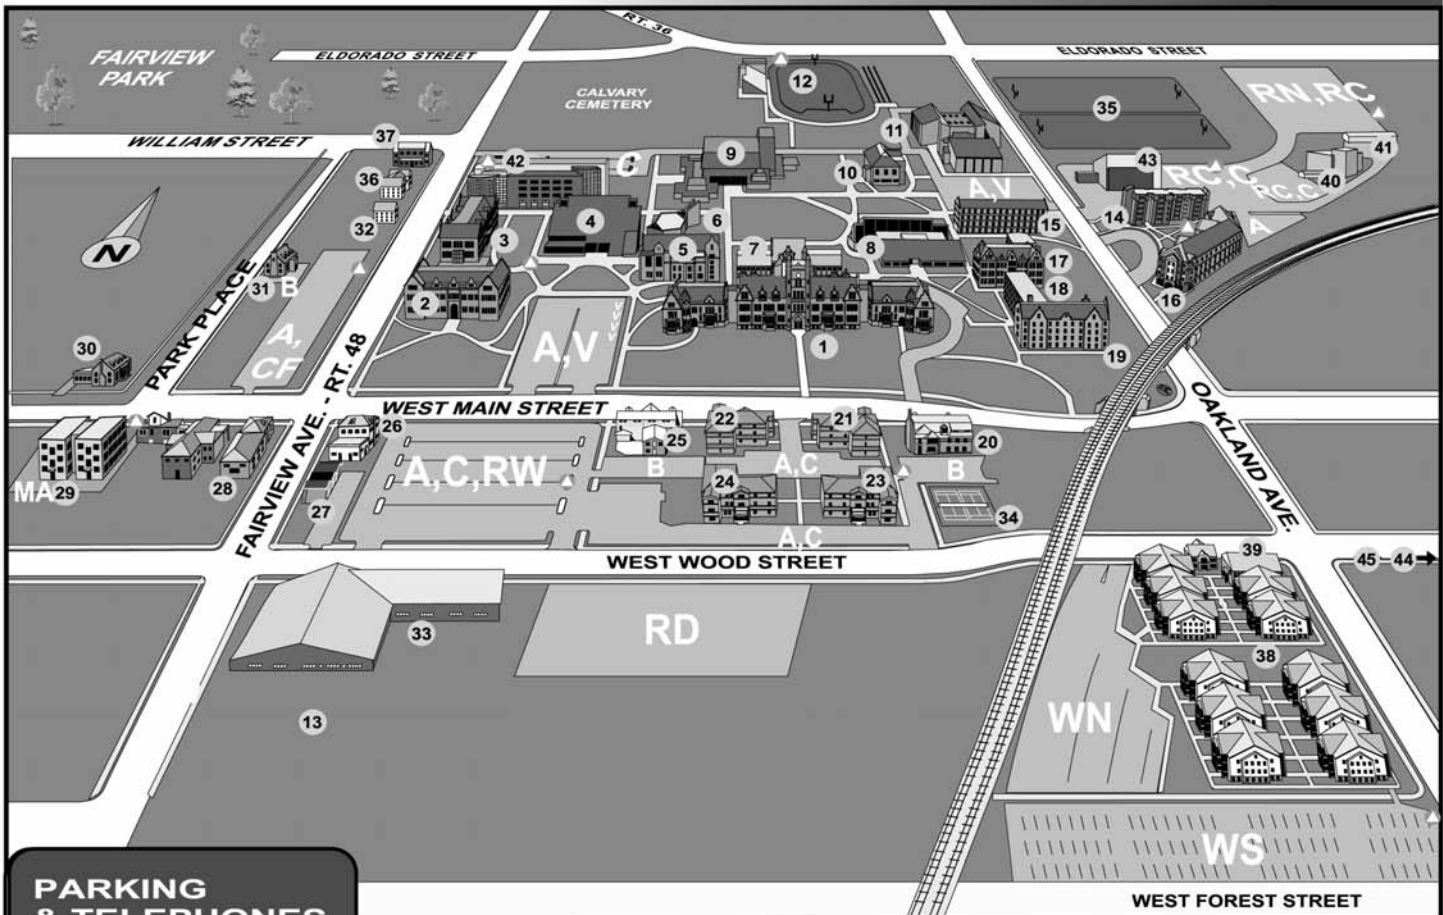 RT. 36
FAIRVIEW
PARK
ELDORADO STREET
ELDORADO STREET
CALVARY
CEMETERY
12
35
RN,RC
WILLIAM STREET
37
42
C
9
11
10
43
41
40
RC,C
RC,C
A
36
32
A,V
14
15
3
4
6
5
7
8
17
18
16
N
31
B
2
A,
CF
A,V
1
19
30
PARK PLACE
FAIRVIEW AVE. - RT. 48
WEST MAIN STREET
OAKLAND AVE.
26
25
22
21
20
B
A,C
B
A,C,RW
MA
29
28
27
24
23
34
A,C
WEST WOOD STREET
39
45
44
33
RD
38
13
WN
WS
PARKING
& TELEPHONES
WEST FOREST STREET